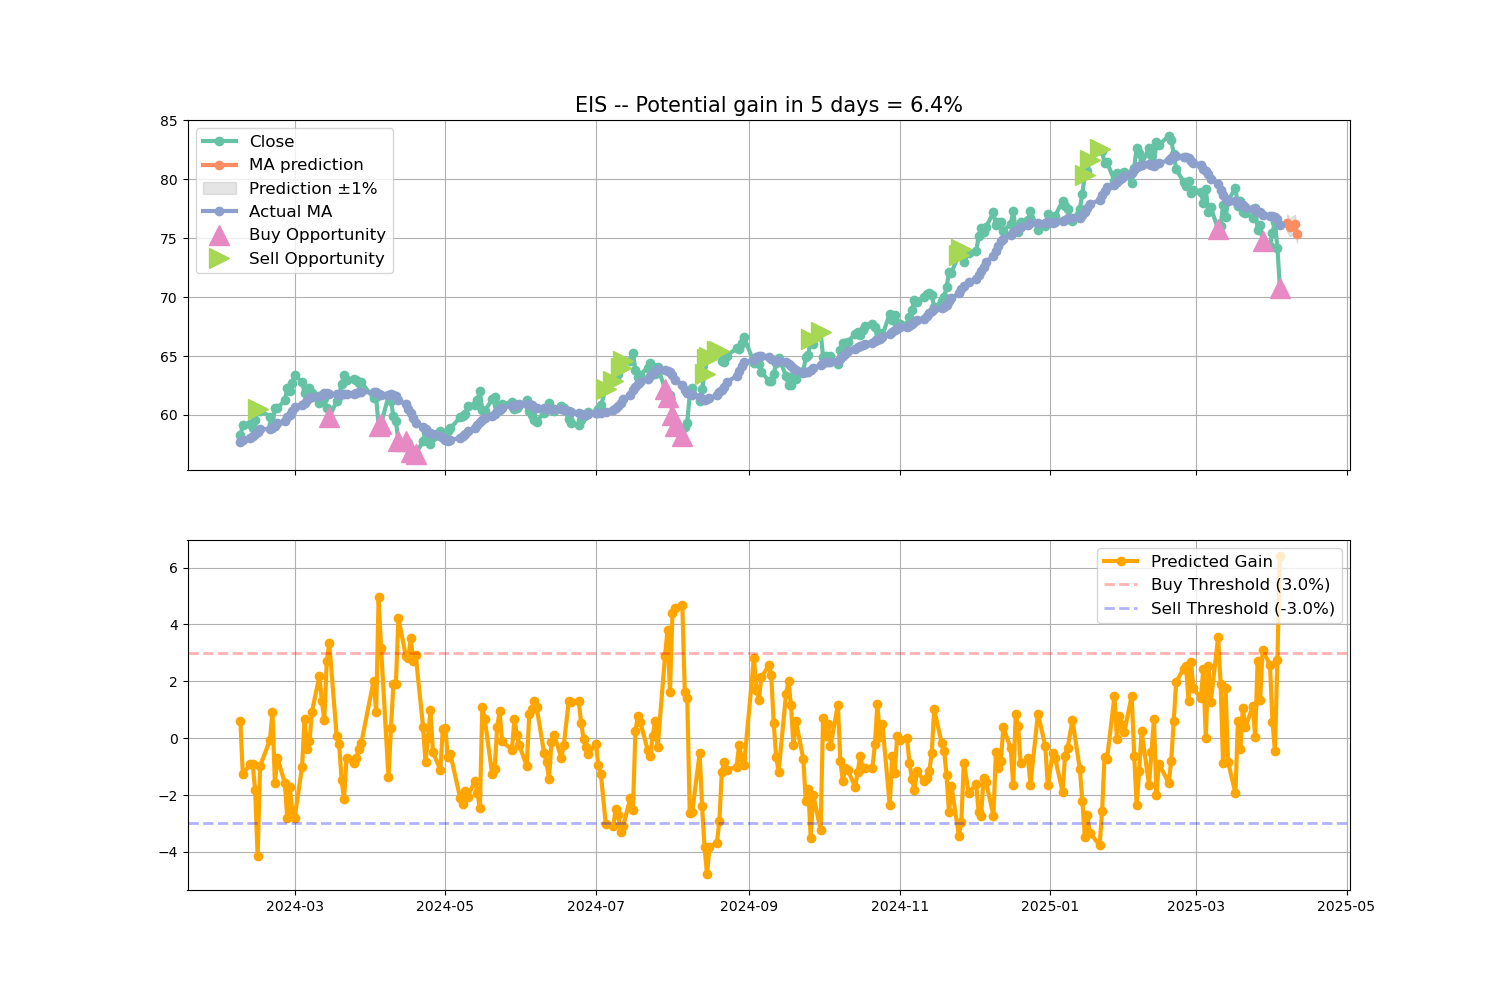 EIS -- Potential gain in 5 days = 6.4%
85
80
75
70
65
60
Close
MA prediction
Prediction ±1%
Actual MA
Buy Opportunity
Sell Opportunity
6
4
2
0
−2
−4
Predicted Gain
Buy Threshold (3.0%)
Sell Threshold (-3.0%)
2024-03
2024-05
2024-07
2024-09
2024-11
2025-01
2025-03
2025-05